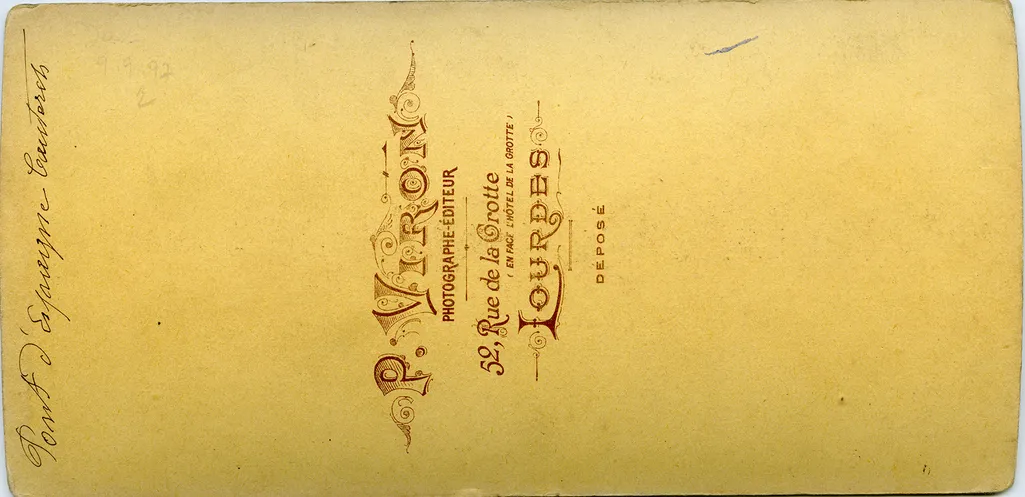 Pont d'Espagne Cauterets
9.9.92
2
P. VIRON
PHOTOGRAPHE-ÉDITEUR
52, Rue de la Grotte
( EN FACE L'HÔTEL DE LA GROTTE )
LOURDES
DÉPOSÉ